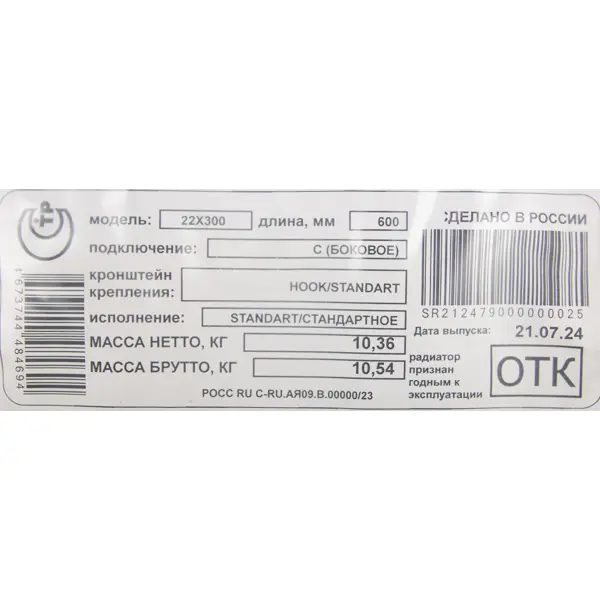 ТР
модель: 22X300 длина, мм 600
подключение: C (БОКОВОЕ)
кронштейн крепления: HOOK/STANDART
исполнение: STANDART/СТАНДАРТНОЕ
МАССА НЕТТО, КГ 10,36
МАССА БРУТТО, КГ 10,54
РОСС RU C-RU.АЯ09.В.00000/23
СДЕЛАНО В РОССИИ
SR212479000000025
Дата выпуска: 21.07.24
радиатор
признан
годным к
эксплуатации
ОТК